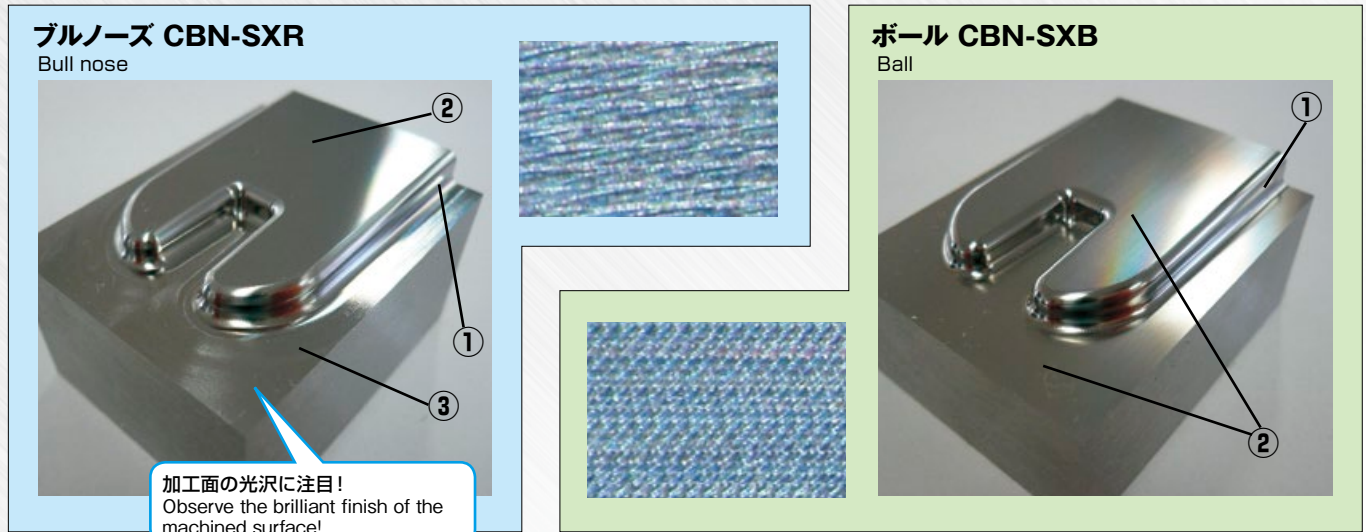 ブルノーズ CBN-SXR
Bull nose
②
①
③
加工面の光沢に注目!
Observe the brilliant finish of the
machined surface!
ボール CBN-SXB
Ball
①
②